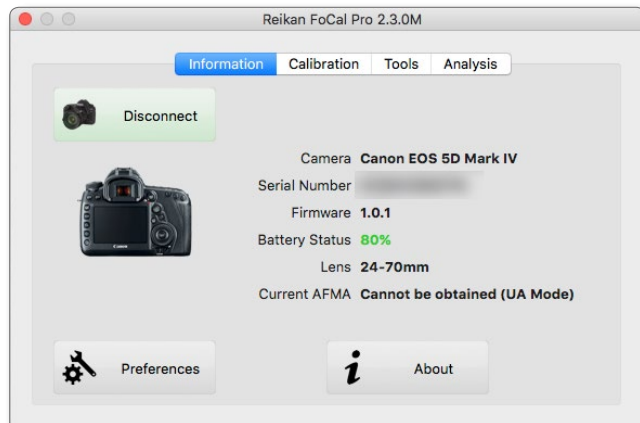 Reikan FoCal Pro 2.3.0M
Information Calibration Tools Analysis
Disconnect
Camera Canon EOS 5D Mark IV
Serial Number
Firmware 1.0.1
Battery Status 80%
Lens 24-70mm
Current AFMA Cannot be obtained (UA Mode)
Canon
Preferences
i About